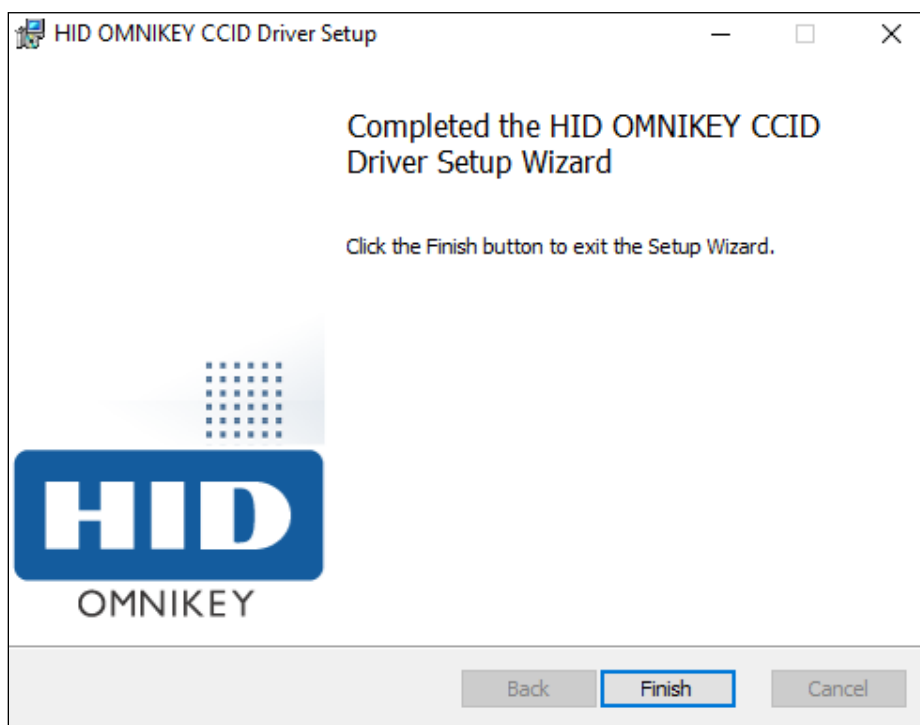 HID OMNIKEY CCID Driver Setup
Completed the HID OMNIKEY CCID
Driver Setup Wizard
Click the Finish button to exit the Setup Wizard.
HID
OMNIKEY
Back Finish Cancel